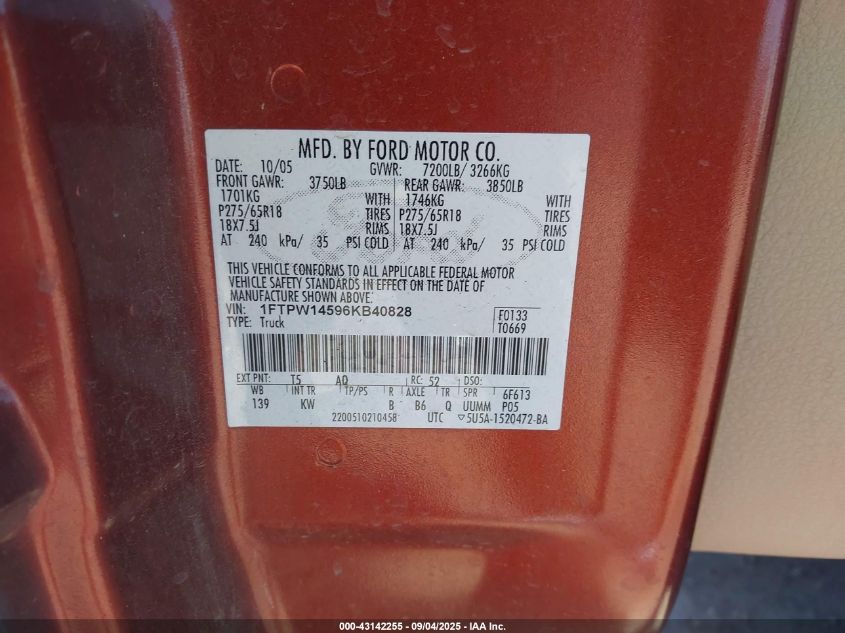 MFD. BY FORD MOTOR CO.
DATE: 10/05 GVWR: 7200LB/ 3266KG
FRONT GAWR: 3750LB REAR GAWR: 3850LB
1701KG WITH 1746KG WITH
P275/65R18 TIRES P275/65R18 TIRES
18X7.5J RIMS 18X7.5J RIMS
AT 240 kPa/ 35 PSI COLD AT 240 kPa/ 35 PSI COLD
THIS VEHICLE CONFORMS TO ALL APPLICABLE FEDERAL MOTOR
VEHICLE SAFETY STANDARDS IN EFFECT ON THE DATE OF
MANUFACTURE SHOWN ABOVE.
VIN: 1FTPW14596KB40828 F0133
TYPE: Truck T0669
EXT PNT: T5 AQ RC: 52 DSO:
WB INT TR TP/PS R AXLE TR SPR 6F613
139 KW B B6 Q UUMM P05
2200510210458 UTC ▽5U5A-1520472-BA
000-43142255 - 09/04/2025 - IAA Inc.